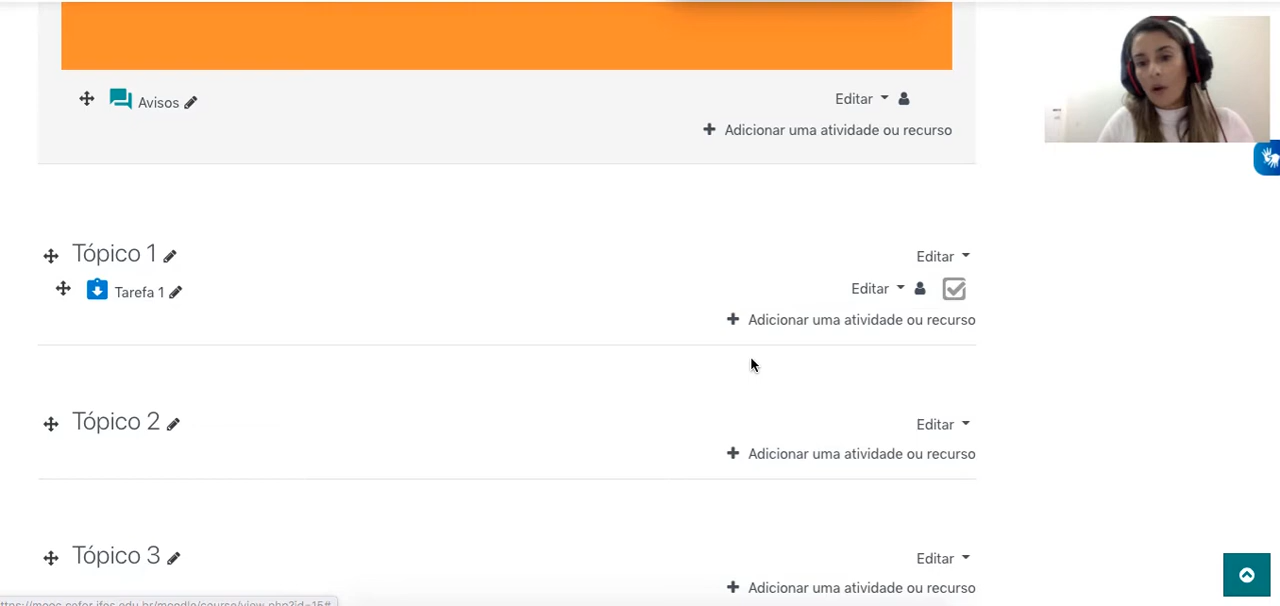 Avisos Editar
Adicionar uma atividade ou recurso
Tópico 1 Editar
Tarefa 1 Editar
Adicionar uma atividade ou recurso
Tópico 2 Editar
Adicionar uma atividade ou recurso
Tópico 3 Editar
Adicionar uma atividade ou recurso